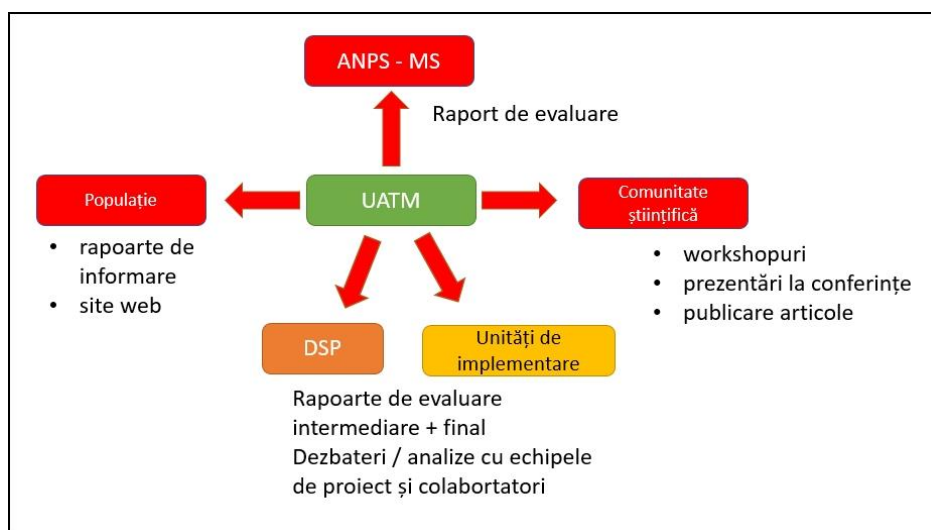 ANPS - MS
Raport de evaluare
Populație
UATM
Comunitate
științifică
• rapoarte de
informare
• site web
• workshopuri
• prezentări la conferințe
• publicare articole
DSP
Unități de
implementare
Rapoarte de evaluare
intermediare + final
Dezbateri / analize cu echipele
de proiect și colabortatori